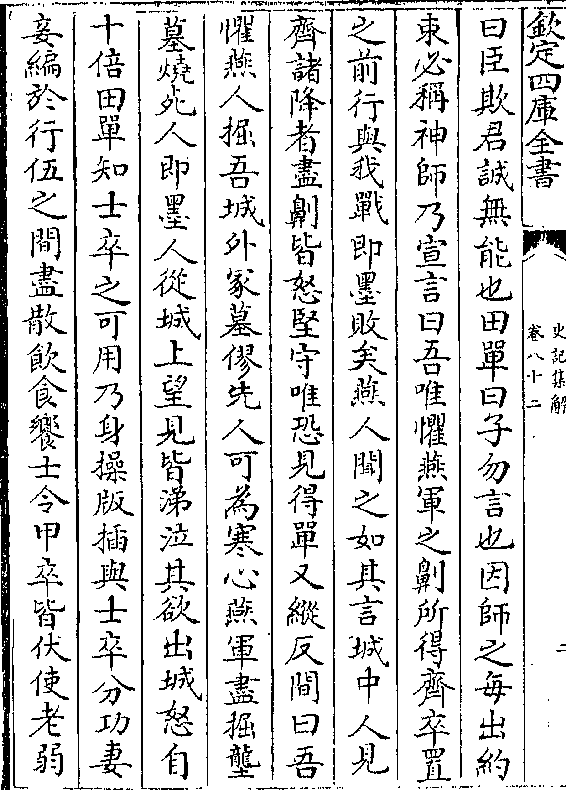 欽定四庫全書
史記集解
卷八十二
二
曰臣欺君誠無能也田單曰子勿言也因師之每出約
束必稱神師乃宣言曰吾唯懼燕軍之劓所得齊卒置
之前行與我戰即墨敗矣燕人聞之如其言城中人見
齊諸降者盡劓皆怒堅守唯恐見得單又縱反間曰吾
懼燕人掘吾城外冢墓僇先人可為寒心燕軍盡掘壟
墓燒死人即墨人從城上望見皆涕泣其欲出城怒自
十倍田單知士卒之可用乃身操版插與士卒分功妻
妾編於行伍之間盡散飲食饗士令甲卒皆伏使老弱